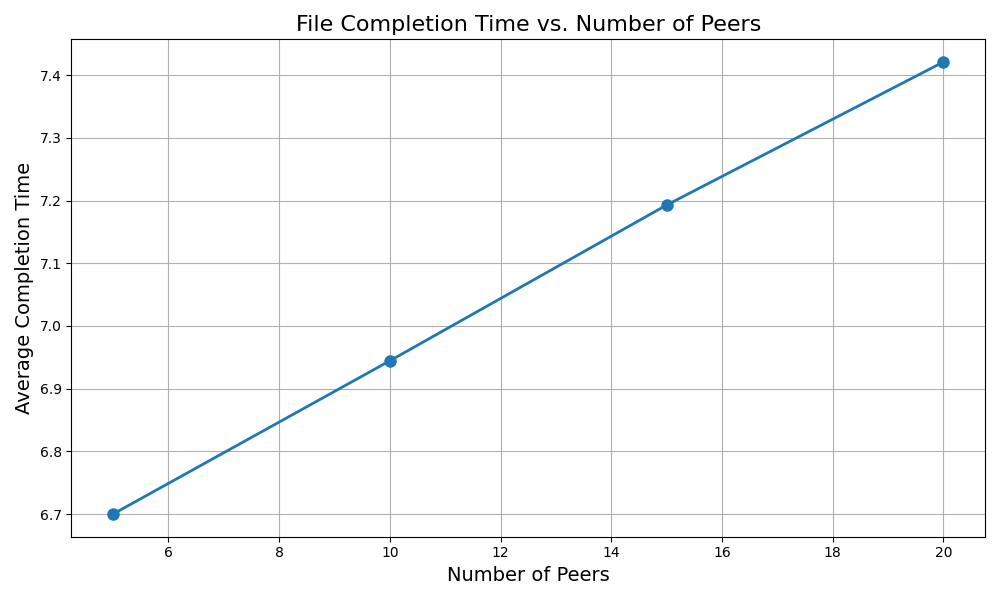 File Completion Time vs. Number of Peers
Average Completion Time
7.4
7.3
7.2
7.1
7.0
6.9
6.8
6.7
6 8 10 12 14 16 18 20
Number of Peers